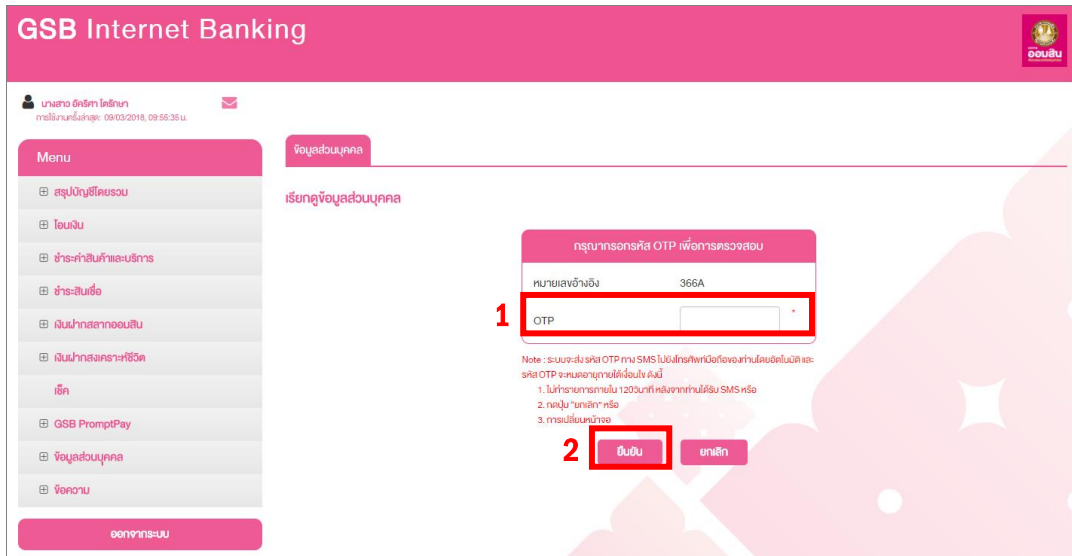 GSB Internet Banking
ออมสิน
นางสาว อัคริศา โตรักษา
การใช้งานครั้งล่าสุด: 09/03/2018, 09:55:35 น.
Menu
สรุปบัญชีโดยรวม
โอนเงิน
ชำระค่าสินค้าและบริการ
ชำระสินเชื่อ
เงินฝากสลากออมสิน
เงินฝากสงเคราะห์ชีวิต
เช็ค
GSB PromptPay
ข้อมูลส่วนบุคคล
ข้อความ
ออกจากระบบ
ข้อมูลส่วนบุคคล
เรียกดูข้อมูลส่วนบุคคล
กรุณากรอกรหัส OTP เพื่อการตรวจสอบ
หมายเลขอ้างอิง 366A
1 OTP *
Note : ระบบจะส่ง รหัส OTP ทาง SMS ไปยังโทรศัพท์มือถือของท่านโดยอัตโนมัติ และ
รหัส OTP จะหมดอายุภายใต้เงื่อนไข ดังนี้
1. ไม่ทำรายการภายใน 120วินาที หลังจากท่านได้รับ SMS หรือ
2. กดปุ่ม "ยกเลิก" หรือ
3. การเปลี่ยนหน้าจอ
2 ยืนยัน ยกเลิก